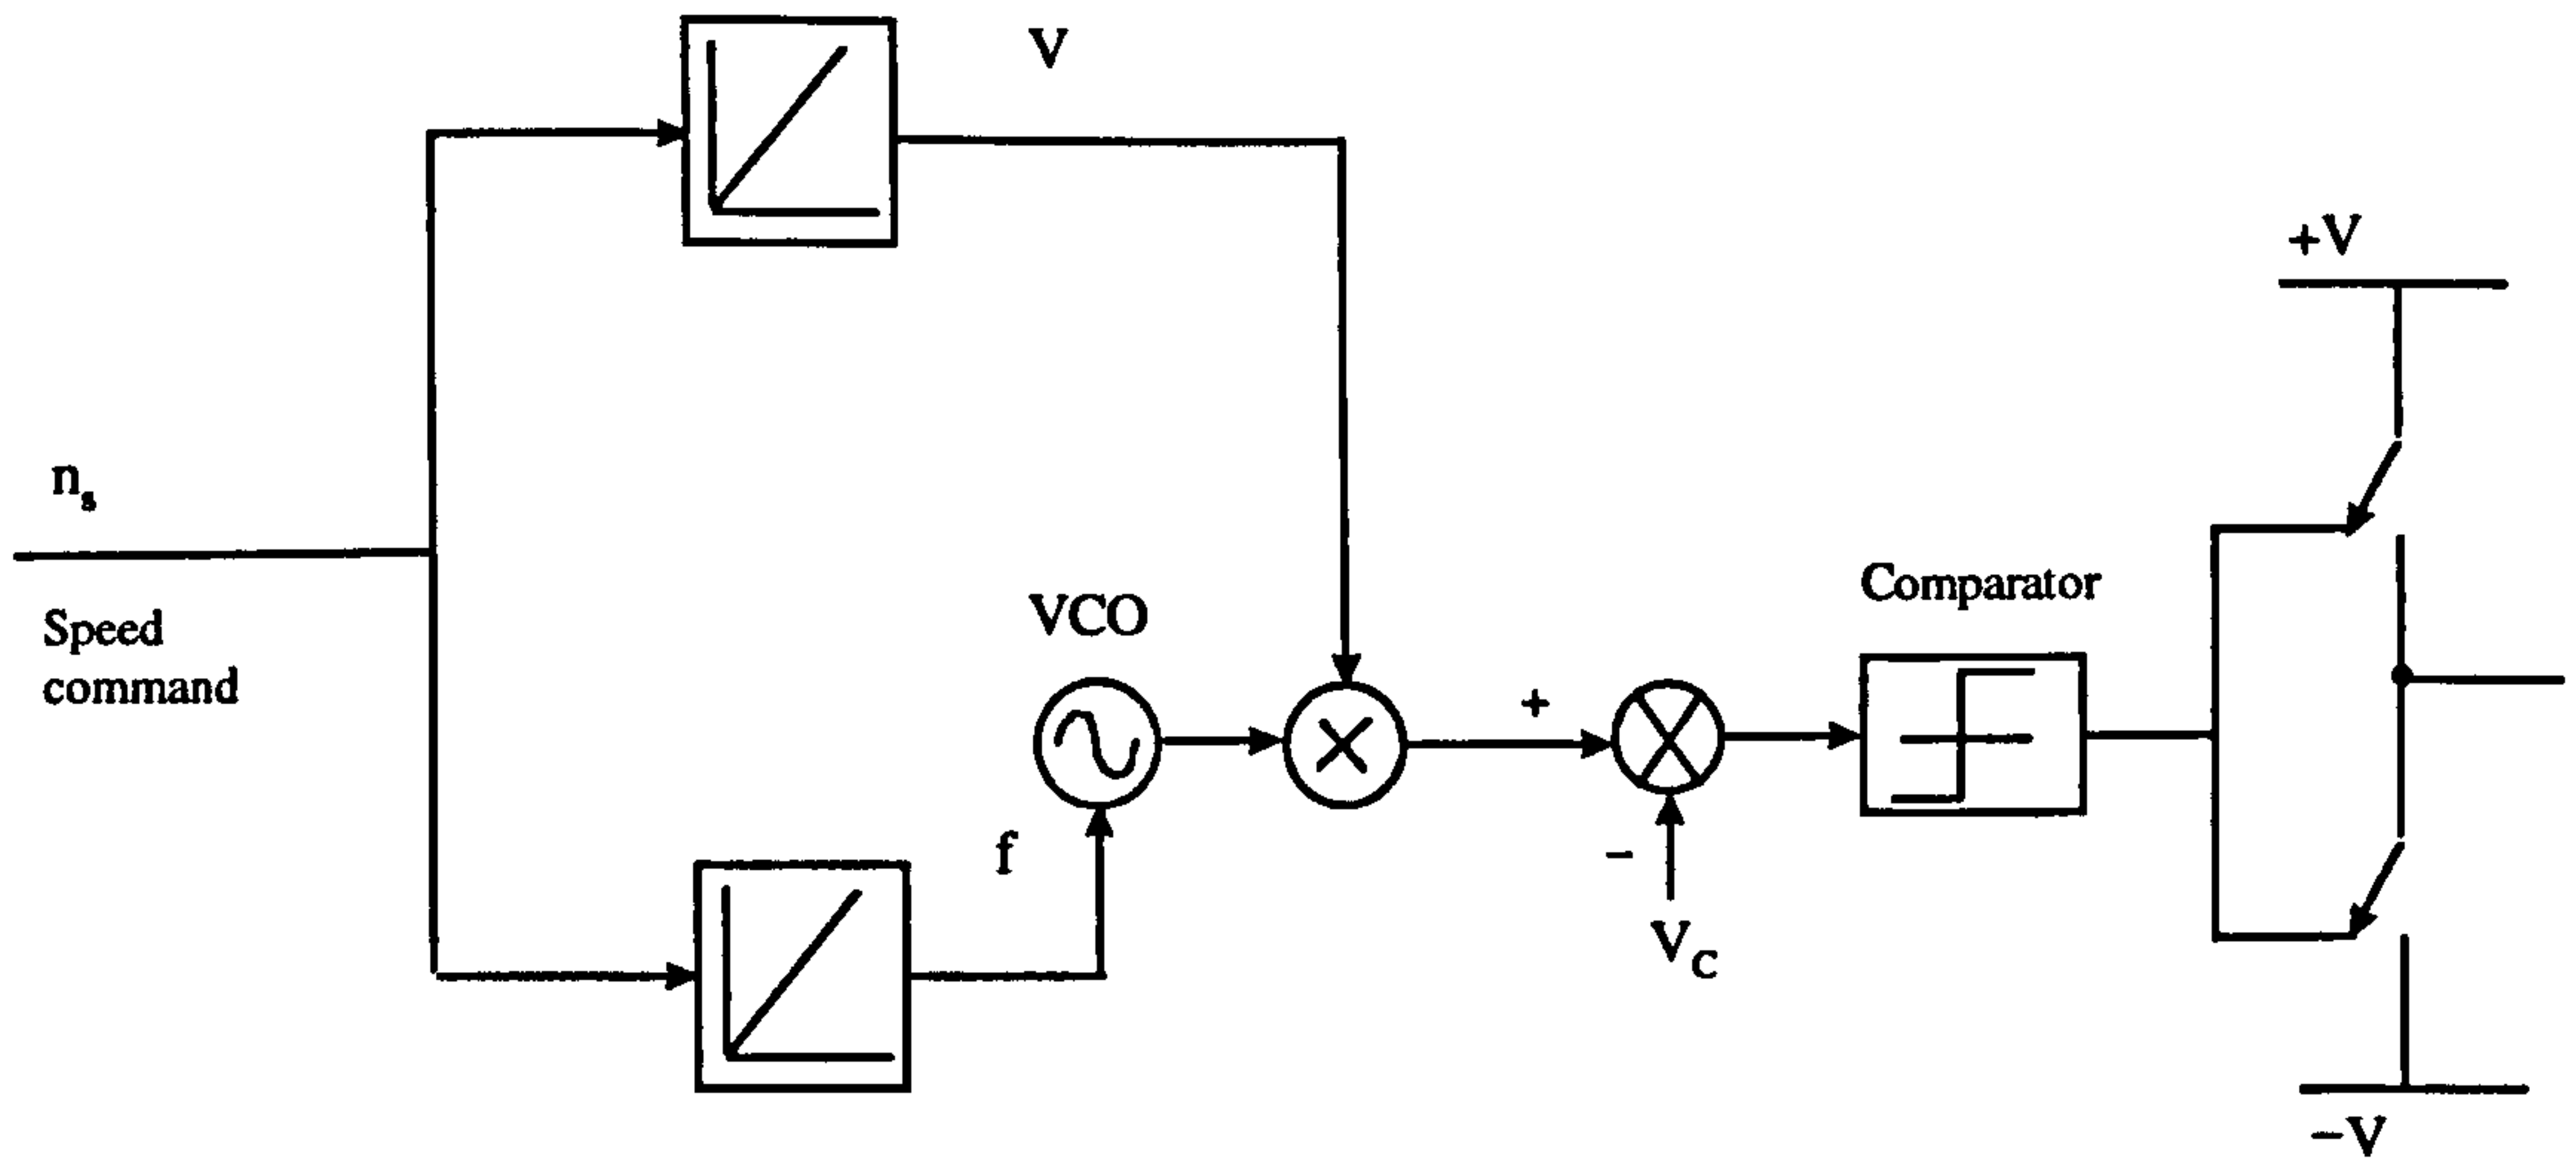 V
+V
n_s
Comparator
VCO
Speed
command
+
f
−
V_C
−V